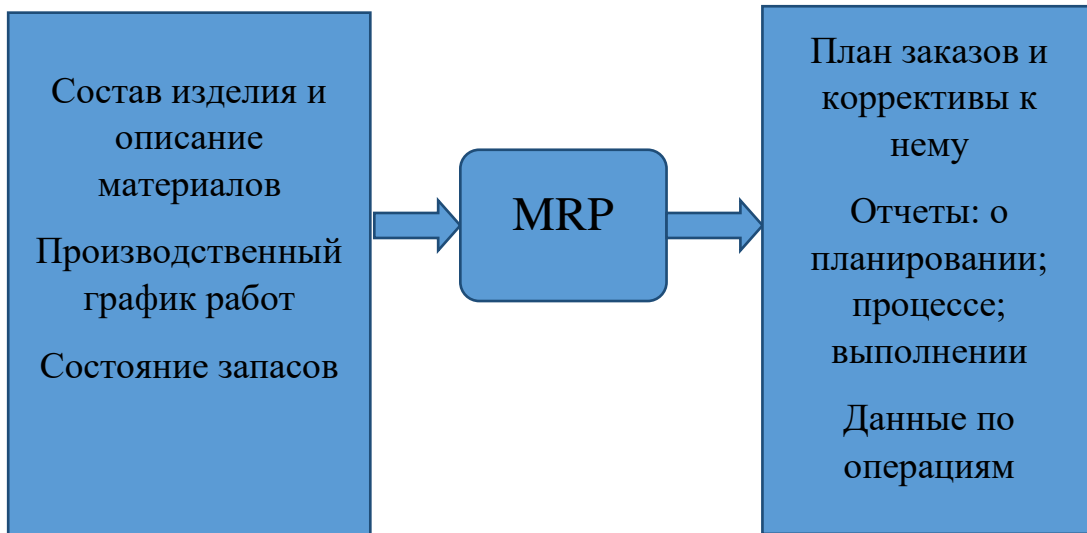 Состав изделия и
описание
материалов
Производственный
график работ
Состояние запасов
MRP
План заказов и
коррективы к
нему
Отчеты: о
планировании;
процессе;
выполнении
Данные по
операциям